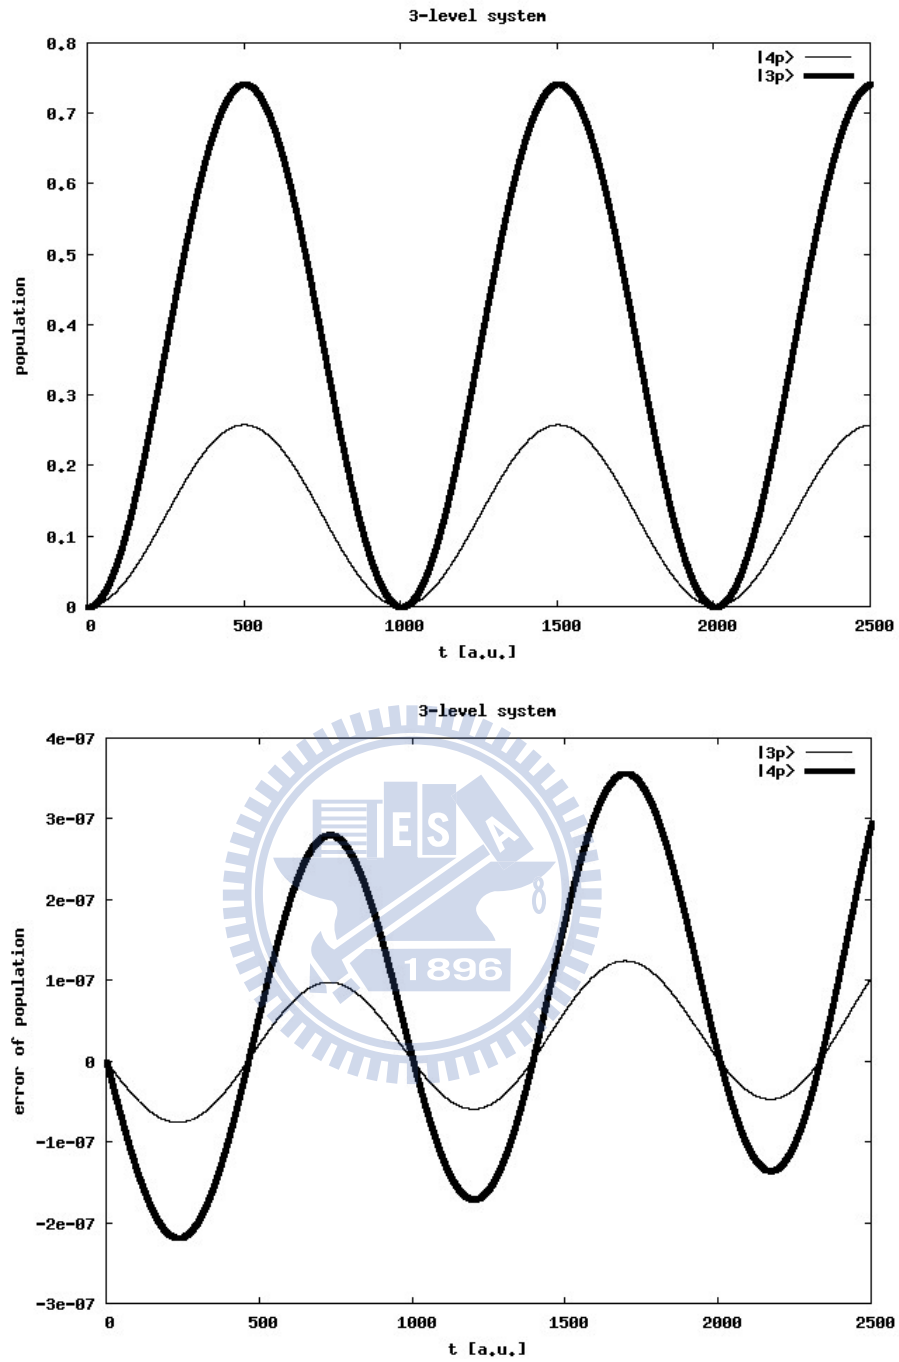 3-level system
|4p>
|3p>
0.8
0.7
0.6
0.5
0.4
0.3
0.2
0.1
0
population
0 500 1000 1500 2000 2500
t [a.u.]
3-level system
|3p>
|4p>
4e-07
3e-07
2e-07
1e-07
0
-1e-07
-2e-07
-3e-07
error of population
E S A
1896
0 500 1000 1500 2000 2500
t [a.u.]